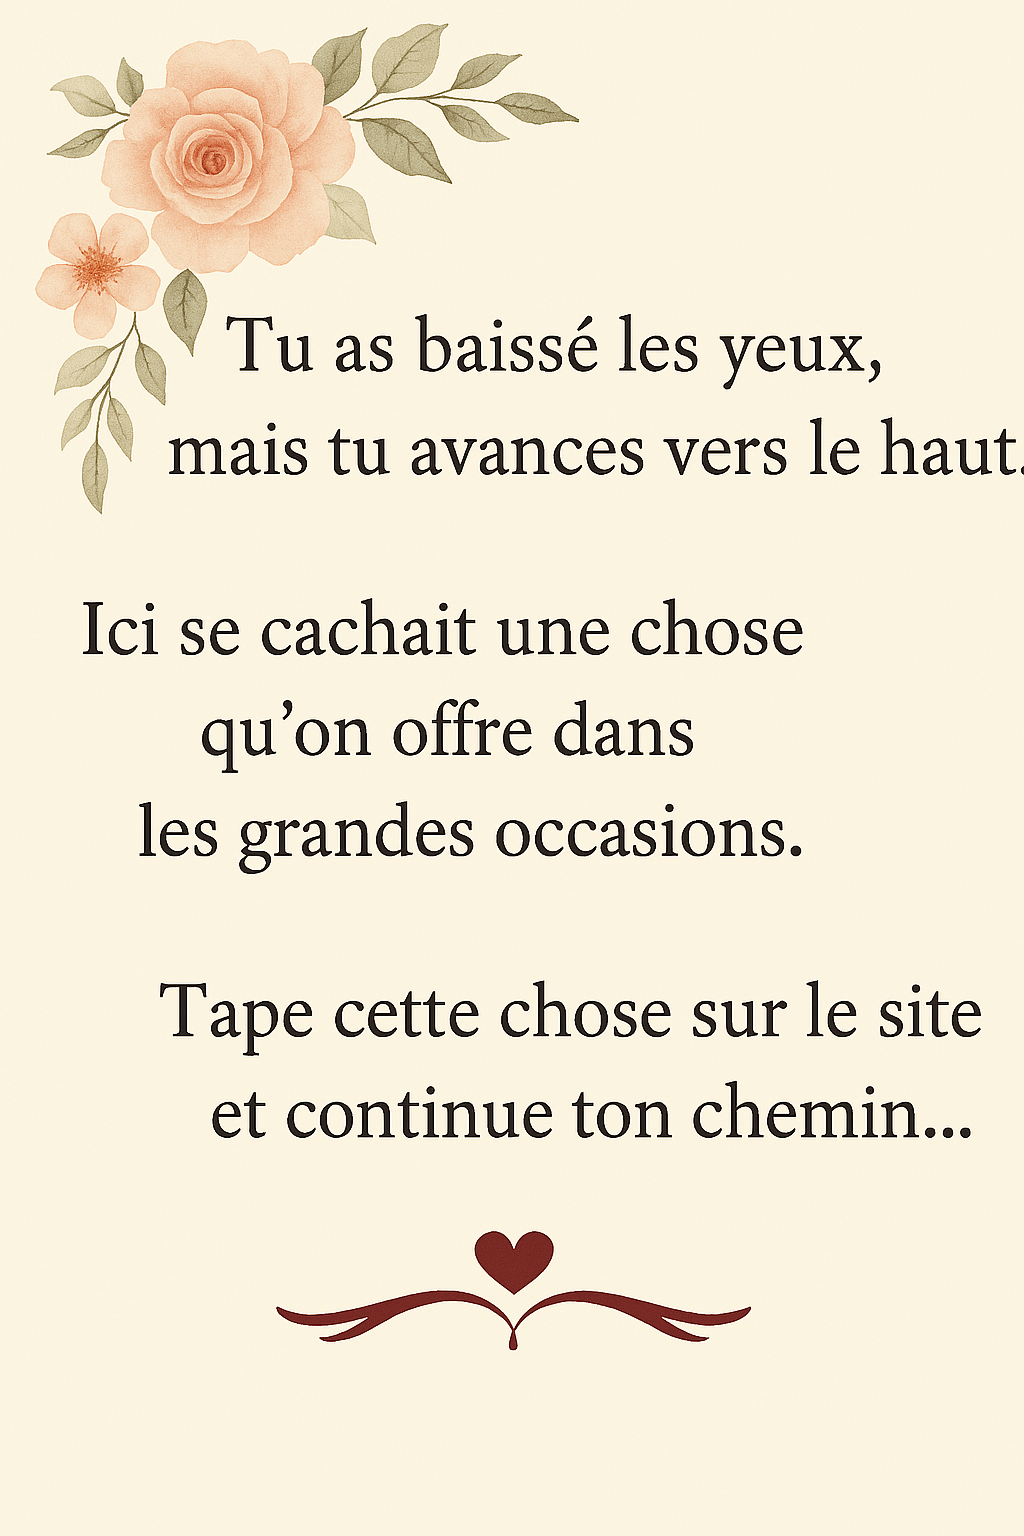 Tu as baissé les yeux,
mais tu avances vers le haut.
Ici se cachait une chose
qu’on offre dans
les grandes occasions.
Tape cette chose sur le site
et continue ton chemin...